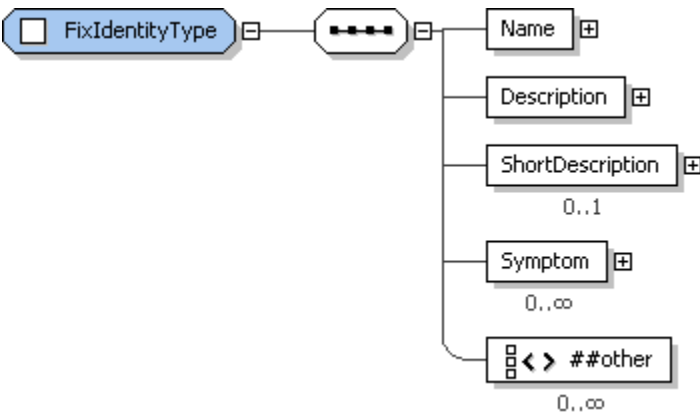 FixIdentityType
Name
Description
ShortDescription
0..1
Symptom
0..∞
##other
0..∞